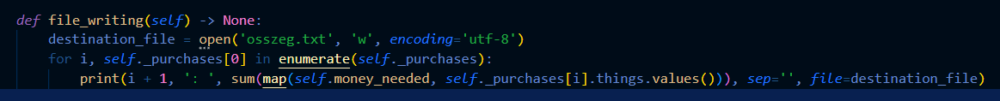 def file_writing(self) -> None:
    destination_file = open('osszeg.txt', 'w', encoding='utf-8')
    for i, self._purchases[0] in enumerate(self._purchases):
        print(i + 1, ': ', sum(map(self.money_needed, self._purchases[i].things.values())), sep='', file=destination_file)